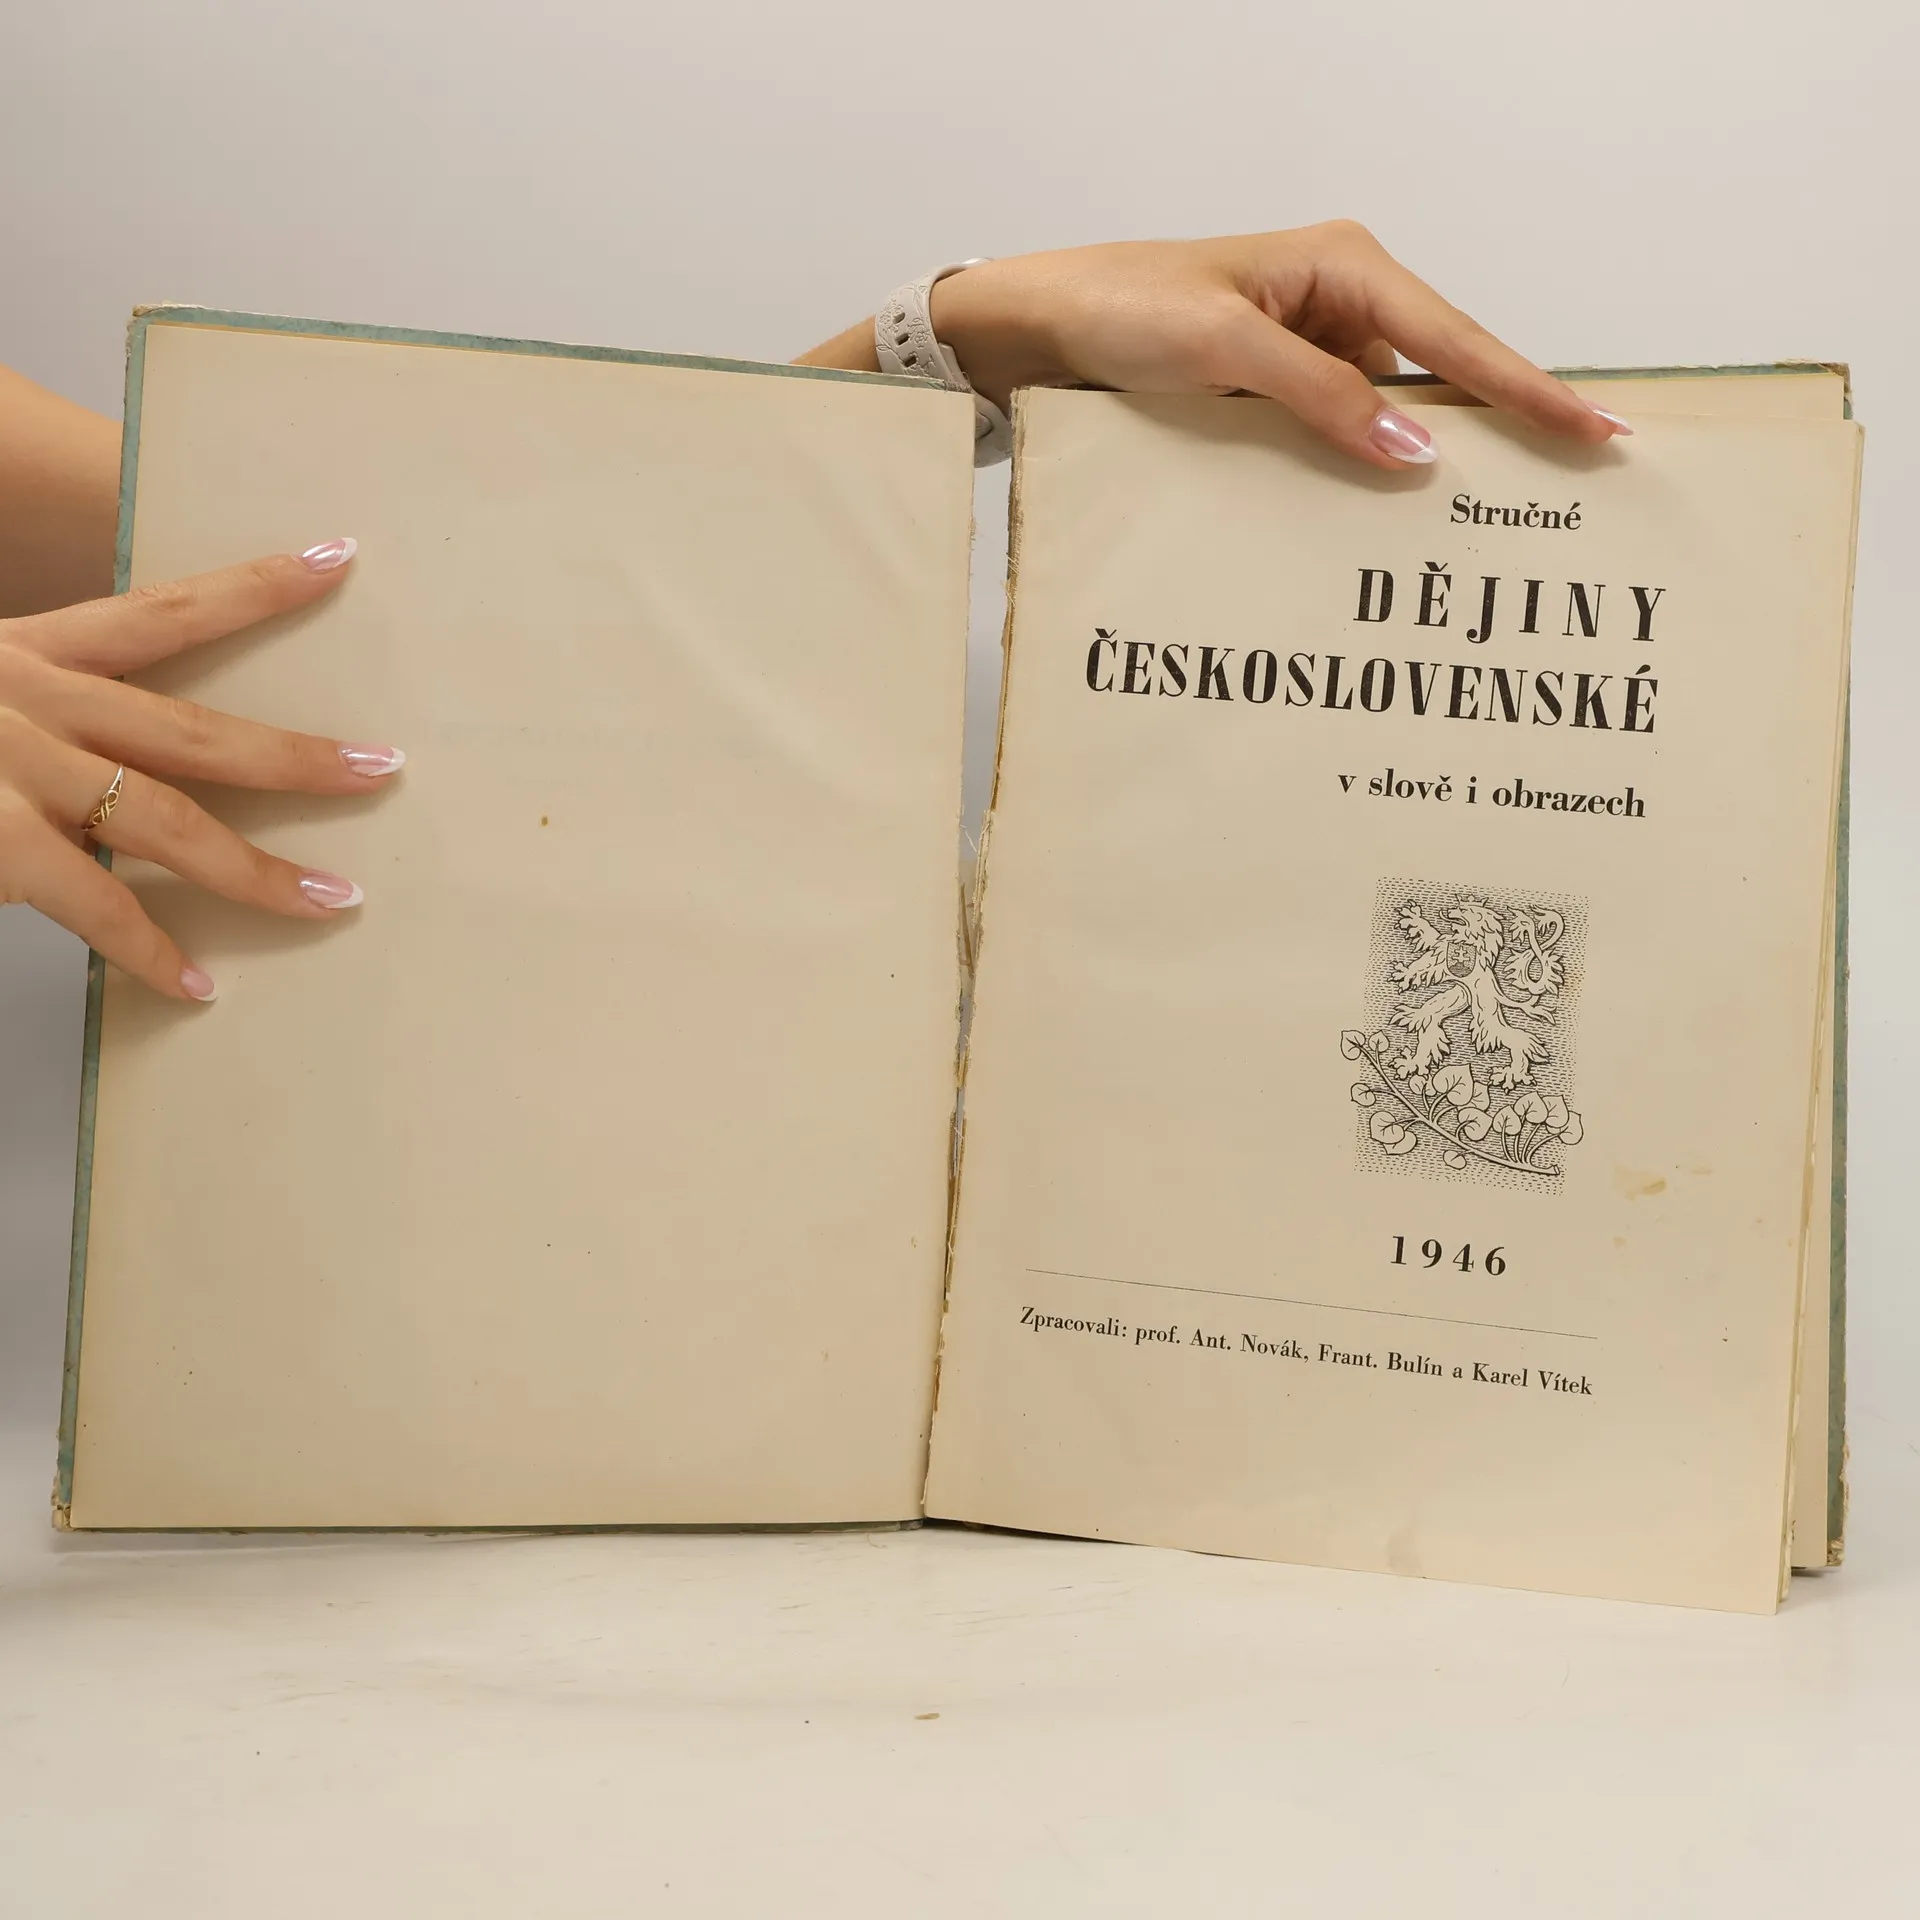 Stručné
DĚJINY
ČESKOSLOVENSKÉ
v slově i obrazech
1946
Zpracovali: prof. Ant. Novák, Frant. Bulín a Karel Vítek